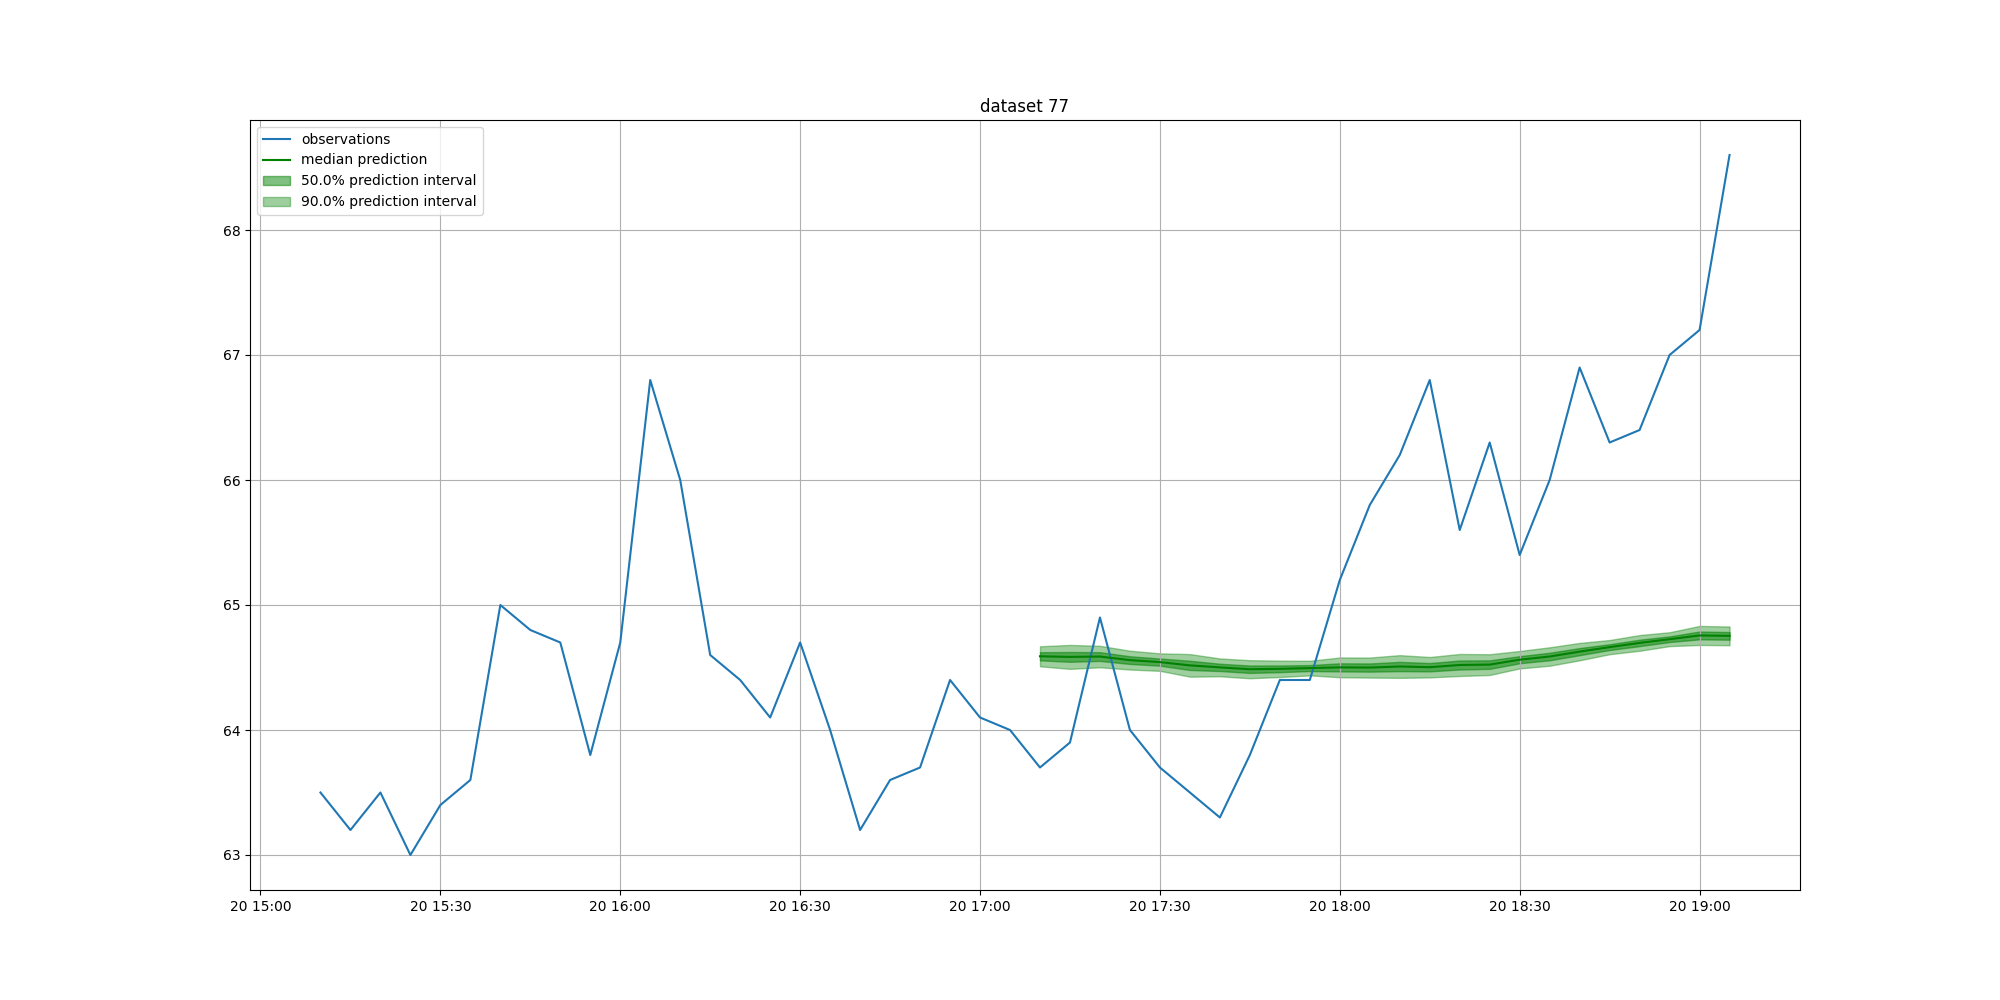 dataset 77
observations
median prediction
50.0% prediction interval
90.0% prediction interval
68
67
66
65
64
63
20 15:00 20 15:30 20 16:00 20 16:30 20 17:00 20 17:30 20 18:00 20 18:30 20 19:00